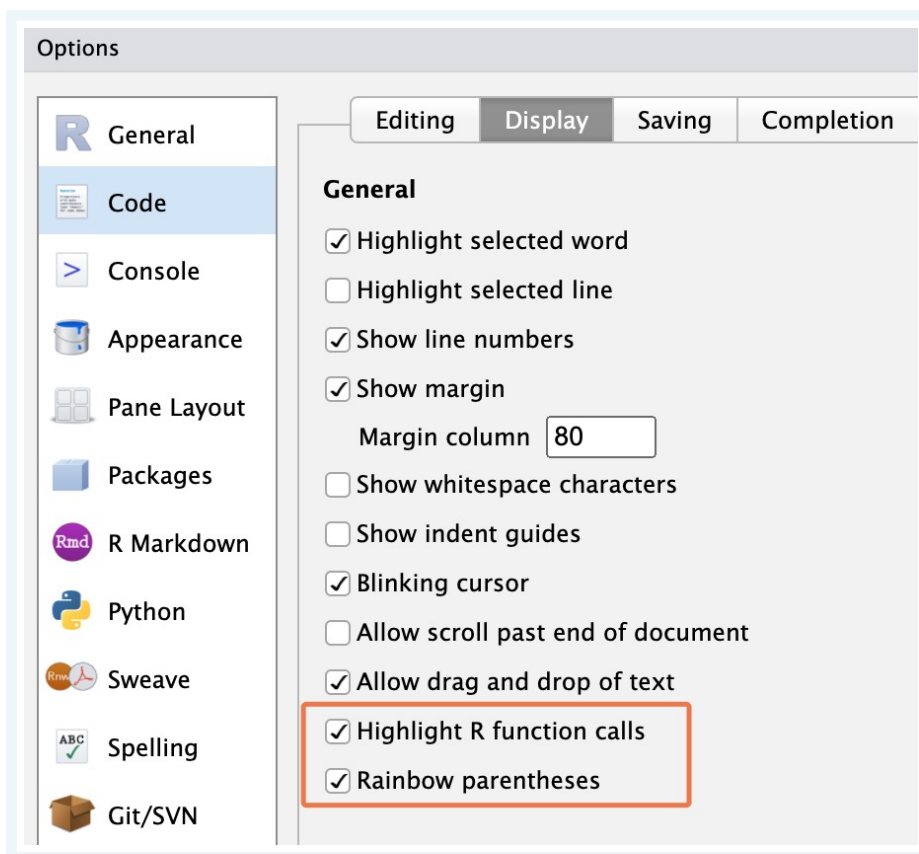 Options
General
Code
Console
Appearance
Pane Layout
Packages
Rmd R Markdown
Python
Rnw Sweave
ABC Spelling
Git/SVN
Editing Display Saving Completion
General
Highlight selected word
Highlight selected line
Show line numbers
Show margin
Margin column 80
Show whitespace characters
Show indent guides
Blinking cursor
Allow scroll past end of document
Allow drag and drop of text
Highlight R function calls
Rainbow parentheses